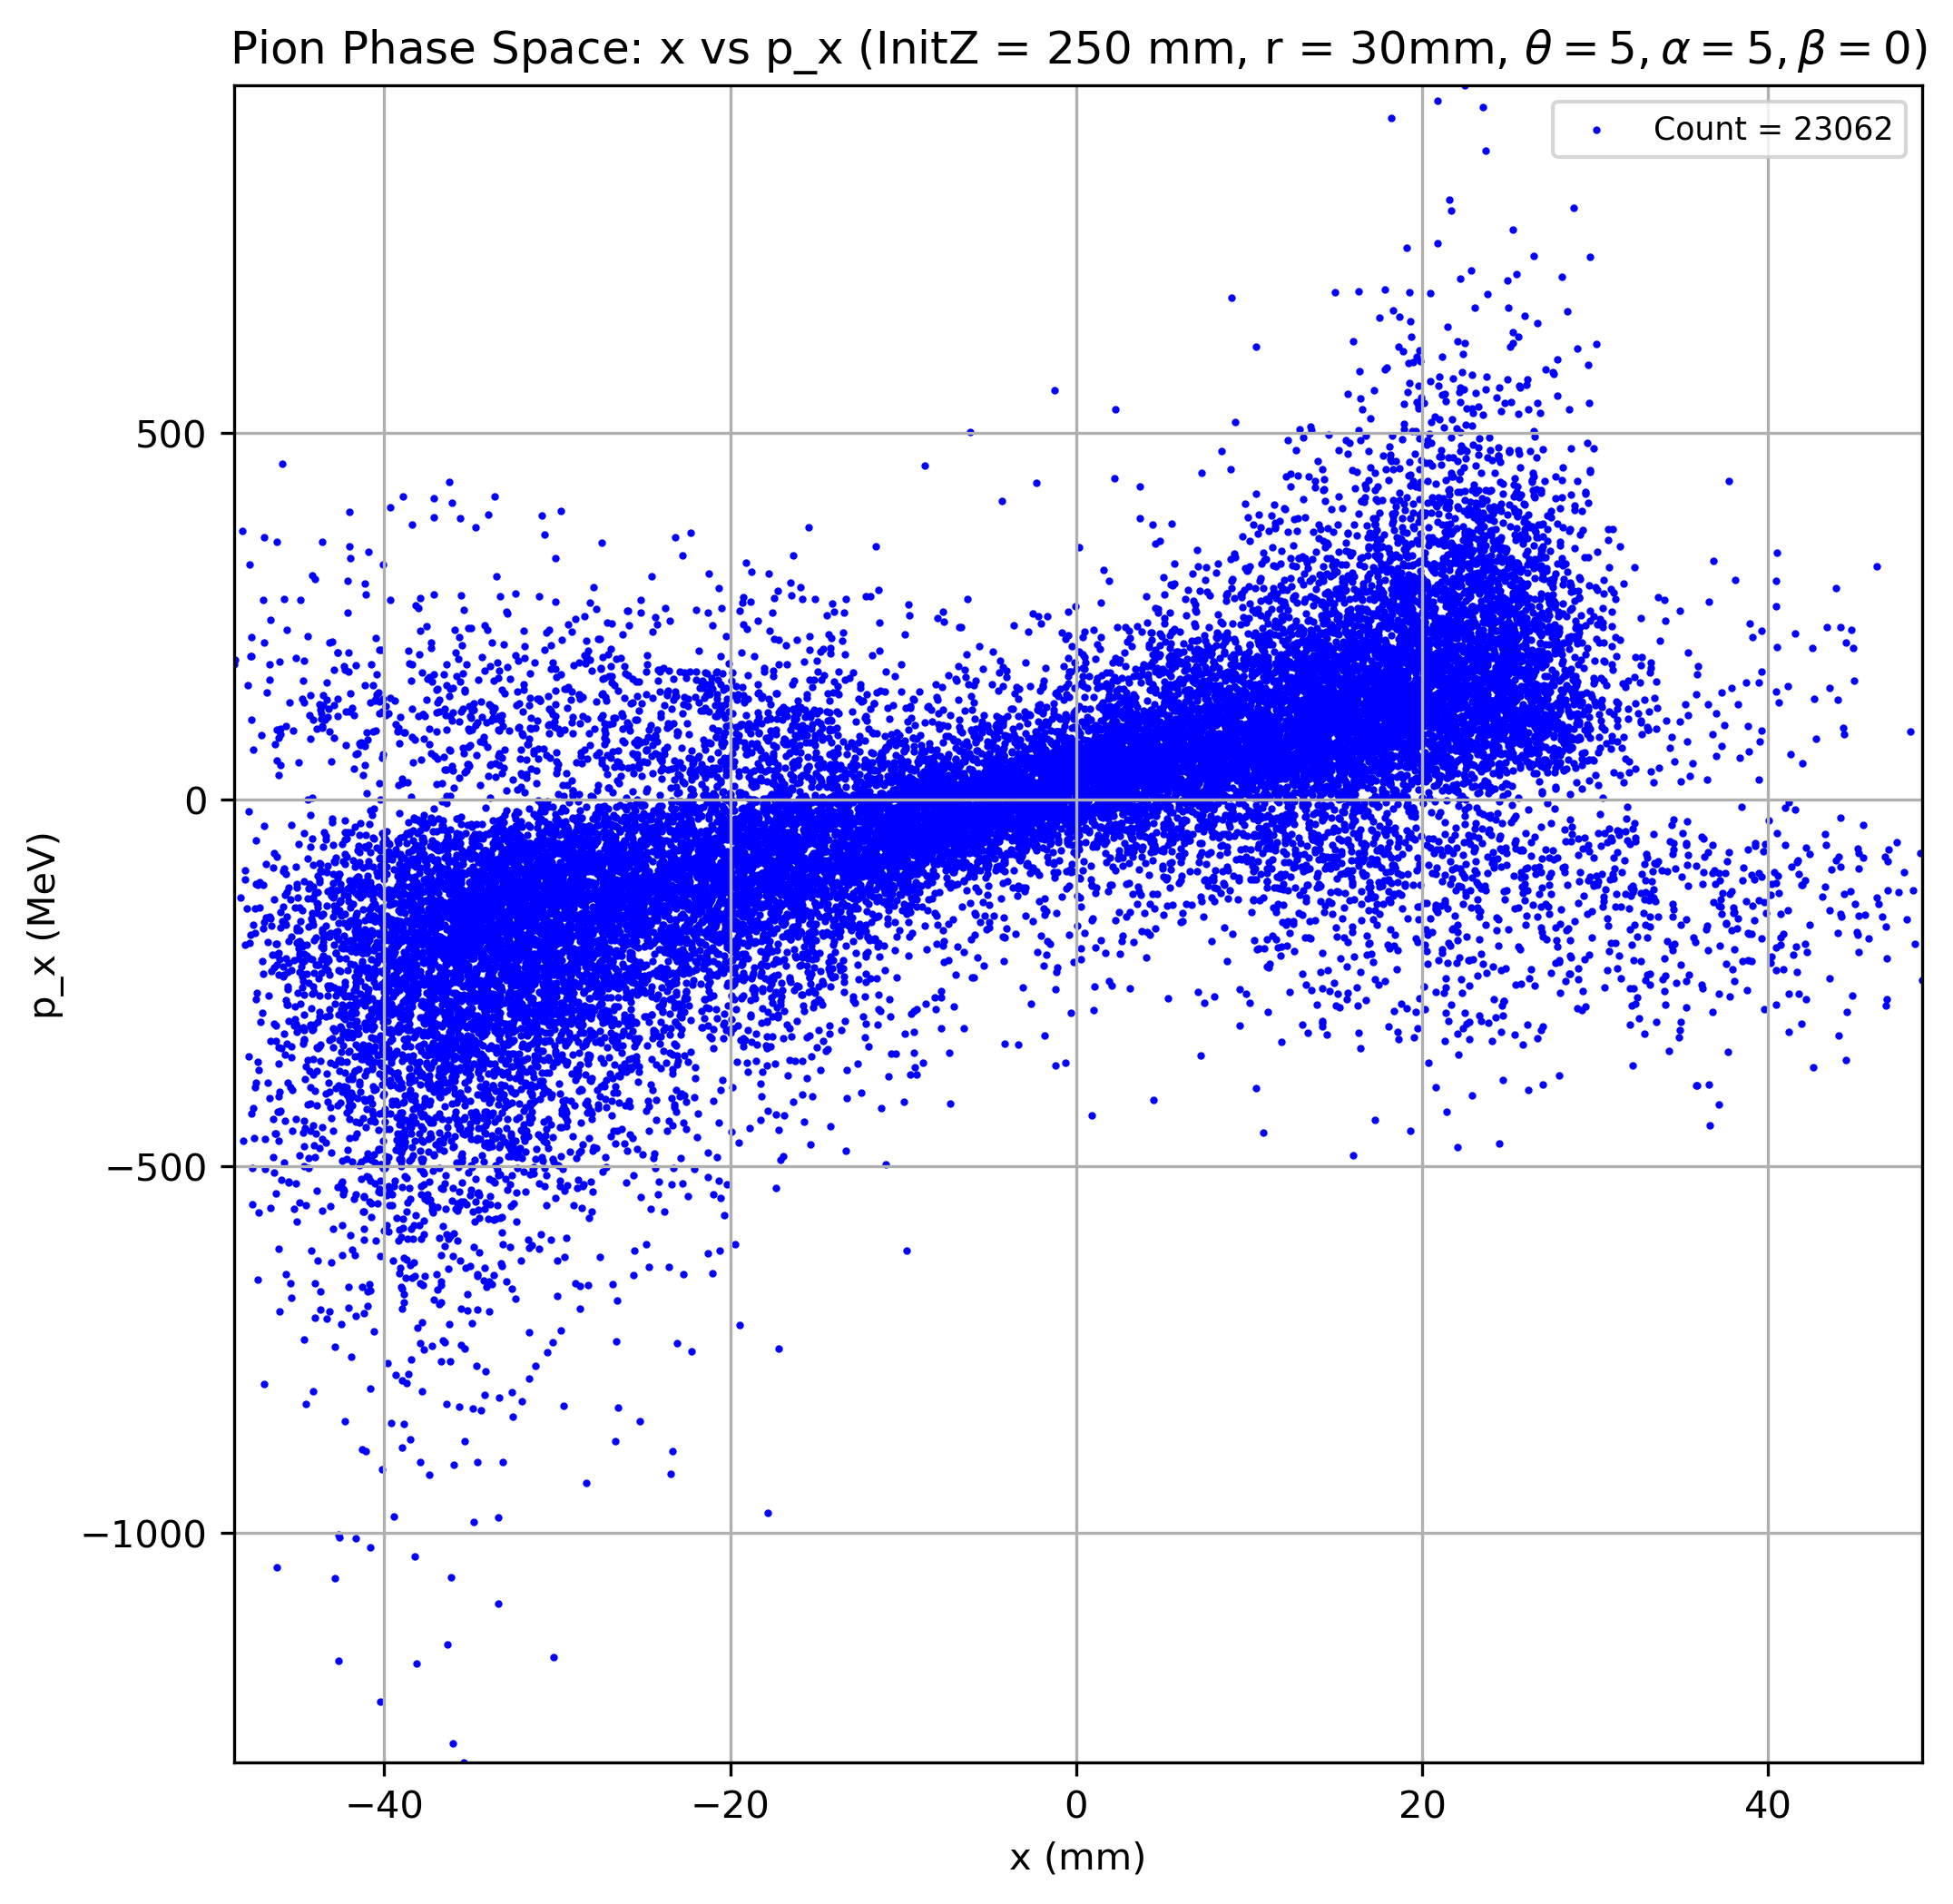 Pion Phase Space: x vs p_x (InitZ = 250 mm, r = 30mm, θ = 5, α = 5, β = 0)
Count = 23062
500
0
−500
−1000
p_x (MeV)
−40
−20
0
20
40
x (mm)